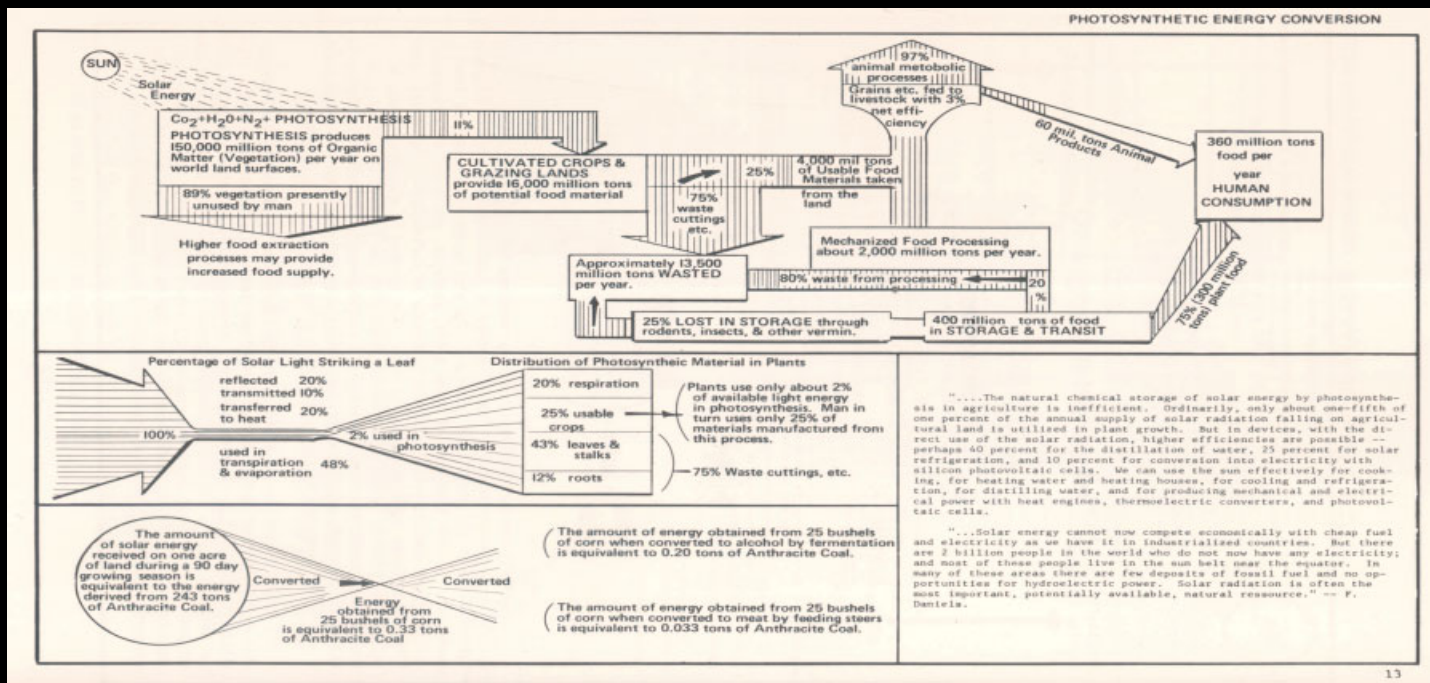 PHOTOSYNTHETIC ENERGY CONVERSION
SUN
Solar
Energy
Co2+H2O+N2+ PHOTOSYNTHESIS
PHOTOSYNTHESIS produces
150,000 million tons of Organic
Matter (Vegetation) per year on
world land surfaces.
89% vegetation presently
unused by man
Higher food extraction
processes may provide
increased food supply.
11%
CULTIVATED CROPS &
GRAZING LANDS
provide 16,000 million tons
of potential food material
75%
waste
cuttings
etc.
25%
4,000 mil tons
of Usable Food
Materials taken
from the
land
97%
animal metobolic
processes
Grains etc. fed to
livestock with 3%
net effi-
ciency
60 mil. tons Animal
Products
360 million tons
food per
year
HUMAN
CONSUMPTION
Mechanized Food Processing
about 2,000 million tons per year.
Approximately 13,500
million tons WASTED
per year.
80% waste from processing
20
%
25% LOST IN STORAGE through
rodents, insects, & other vermin.
400 million tons of food
in STORAGE & TRANSIT
75% (300 million
tons) plant food
Percentage of Solar Light Striking a Leaf
reflected 20%
transmitted 10%
transferred 20%
to heat
100%
2% used in
photosynthesis
used in
transpiration 48%
& evaporation
Distribution of Photosyntheic Material in Plants
20% respiration
25% usable
crops
43% leaves &
stalks
12% roots
Plants use only about 2%
of available light energy
in photosynthesis. Man in
turn uses only 25% of
materials manufactured from
this process.
75% Waste cuttings, etc.
The amount
of solar energy
received on one acre
of land during a 90 day
growing season is
equivalent to the energy
derived from 243 tons
of Anthracite Coal.
Converted
Energy
obtained from
25 bushels of corn
is equivalent to 0.33 tons
of Anthracite Coal
Converted
The amount of energy obtained from 25 bushels
of corn when converted to alcohol by fermentation
is equivalent to 0.20 tons of Anthracite Coal.
The amount of energy obtained from 25 bushels
of corn when converted to meat by feeding steers
is equivalent to 0.033 tons of Anthracite Coal.
"....The natural chemical storage of solar energy by photosynthe-
sis in agriculture is inefficient. Ordinarily, only about one-fifth of
one percent of the annual supply of solar radiation falling on agricul-
tural land is utilized in plant growth. But in devices, with the di-
rect use of the solar radiation, higher efficiencies are possible --
perhaps 60 percent for the distillation of water, 25 percent for solar
refrigeration, and 10 percent for conversion into electricity with
silicon photovoltaic cells. We can use the sun effectively for cook-
ing, for heating water and heating houses, for cooling and refrigera-
tion, for distilling water, and for producing mechanical and electri-
cal power with heat engines, thermoelectric converters, and photovol-
taic cells.
"...Solar energy cannot now compete economically with cheap fuel
and electricity as we have it in industrialized countries. But there
are 2 billion people in the world who do not now have any electricity;
and most of these people live in the sun belt near the equator. In
many of these areas there are few deposits of fossil fuel and no op-
portunities for hydroelectric power. Solar radiation is often the
most important, potentially available, natural ressource." -- F.
Daniels.
13